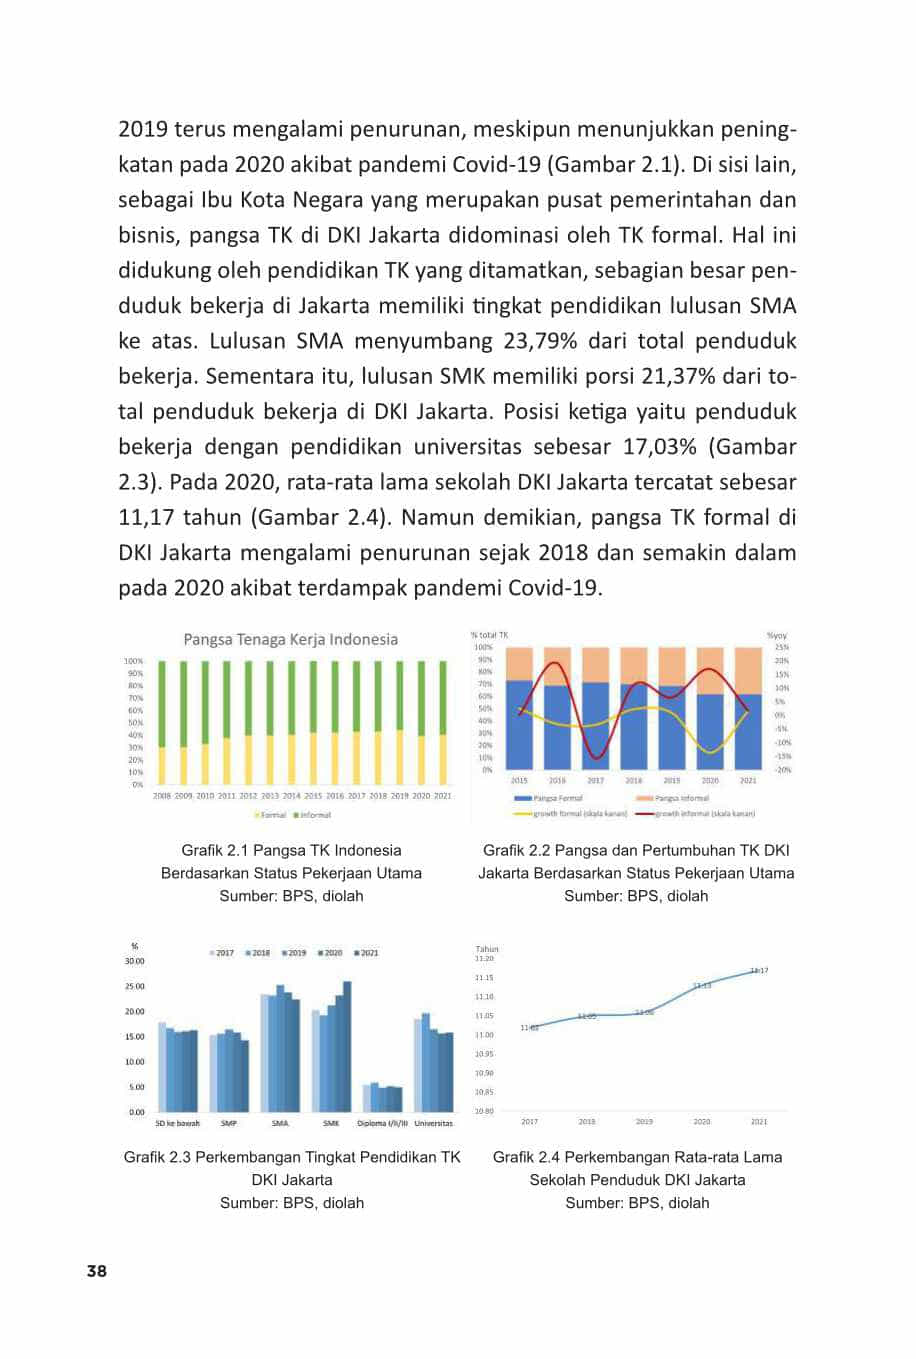 2019 terus mengalami penurunan, meskipun menunjukkan pening-
katan pada 2020 akibat pandemi Covid-19 (Gambar 2.1). Di sisi lain,
sebagai Ibu Kota Negara yang merupakan pusat pemerintahan dan
bisnis, pangsa TK di DKI Jakarta didominasi oleh TK formal. Hal ini
didukung oleh pendidikan TK yang ditamatkan, sebagian besar pen-
duduk bekerja di Jakarta memiliki tingkat pendidikan lulusan SMA
ke atas. Lulusan SMA menyumbang 23,79% dari total penduduk
bekerja. Sementara itu, lulusan SMK memiliki porsi 21,37% dari to-
tal penduduk bekerja di DKI Jakarta. Posisi ketiga yaitu penduduk
bekerja dengan pendidikan universitas sebesar 17,03% (Gambar
2.3). Pada 2020, rata-rata lama sekolah DKI Jakarta tercatat sebesar
11,17 tahun (Gambar 2.4). Namun demikian, pangsa TK formal di
DKI Jakarta mengalami penurunan sejak 2018 dan semakin dalam
pada 2020 akibat terdampak pandemi Covid-19.
Pangsa Tenaga Kerja Indonesia
100%
90%
80%
70%
60%
50%
40%
30%
20%
10%
0%
2008 2009 2010 2011 2012 2013 2014 2015 2016 2017 2018 2019 2020 2021
Formal Informal
% total TK %yoy
100% 25%
90% 20%
80% 15%
70% 10%
60% 5%
50% 0%
40% -5%
30% -10%
20% -15%
10% -20%
0%
2015 2016 2017 2018 2019 2020 2021
Pangsa Formal Pangsa Informal
growth formal (skala kanan) growth informal (skala kanan)
Grafik 2.1 Pangsa TK Indonesia
Berdasarkan Status Pekerjaan Utama
Sumber: BPS, diolah
Grafik 2.2 Pangsa dan Pertumbuhan TK DKI
Jakarta Berdasarkan Status Pekerjaan Utama
Sumber: BPS, diolah
%
2017 2018 2019 2020 2021
30.00
25.00
20.00
15.00
10.00
5.00
0.00
SD ke bawah SMP SMA SMK Diploma I/II/III Universitas
Tahun
11.20
11.15
11.10
11.05
11.00
10.95
10.90
10.85
10.80
11.02 11.05 11.06 11.13 11.17
2017 2018 2019 2020 2021
Grafik 2.3 Perkembangan Tingkat Pendidikan TK
DKI Jakarta
Sumber: BPS, diolah
Grafik 2.4 Perkembangan Rata-rata Lama
Sekolah Penduduk DKI Jakarta
Sumber: BPS, diolah
38